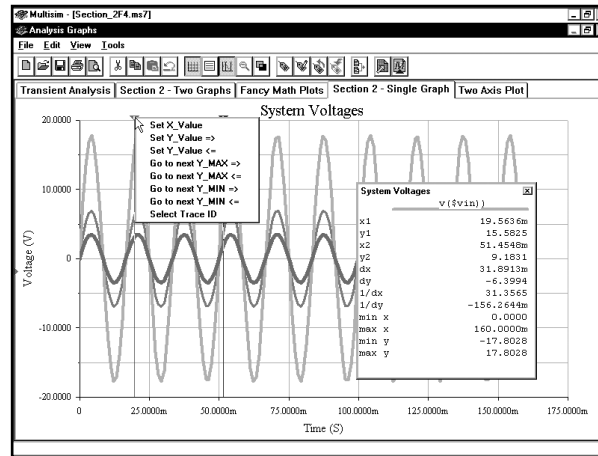 Multisim - [Section_2F4.ms7]
Analysis Graphs
File Edit View Tools
Transient Analysis Section 2 - Two Graphs Fancy Math Plots Section 2 - Single Graph Two Axis Plot
System Voltages
Set X_Value
Set Y_Value =>
Set Y_Value <=
Go to next Y_MAX =>
Go to next Y_MAX <=
Go to next Y_MIN =>
Go to next Y_MIN <=
Select Trace ID
Voltage (V)
20.0000
10.0000
0
-10.0000
-20.0000
System Voltages
v($vin))
x1 19.5636m
y1 15.5825
x2 51.4548m
y2 9.1831
dx 31.8913m
dy -6.3994
1/dx 31.3565
1/dy -156.2644m
min x 0.0000
max x 160.0000m
min y -17.8028
max y 17.8028
0 25.0000m 50.0000m 75.0000m 100.0000m 125.0000m 150.0000m 175.0000m
Time (S)